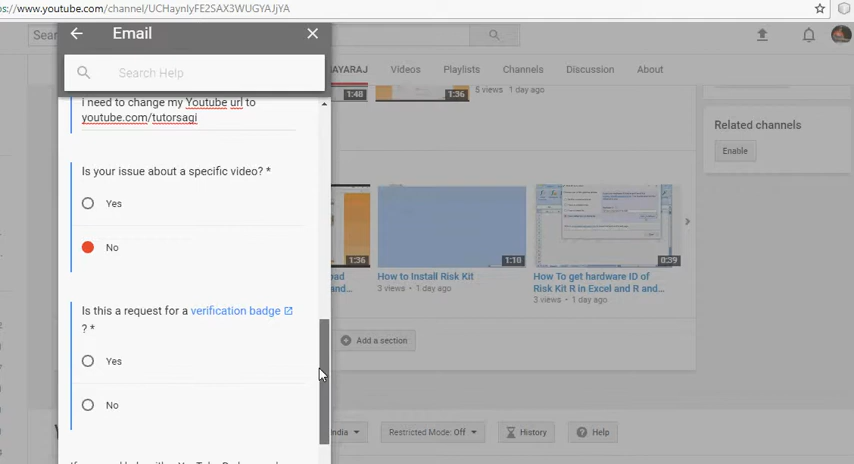 ps://www.youtube.com/channel/UCHaynlyFE2SAX3WUGYAJjYA
Email
Sear
Search Help
AYARAJ
Videos
Playlists
Channels
Discussion
About
I need to change my Youtube url to
youtube.com/tutorsagi
1:48
1:36
5 views • 1 day ago
Related channels
Enable
Is your issue about a specific video? *
Yes
No
1:36
1:10
0:39
pad
and...
How to Install Risk Kit
3 views • 1 day ago
How To get hardware ID of
Risk Kit R in Excel and R and...
3 views • 1 day ago
Is this a request for a verification badge
? *
Yes
No
Add a section
ndia
Restricted Mode: Off
History
Help